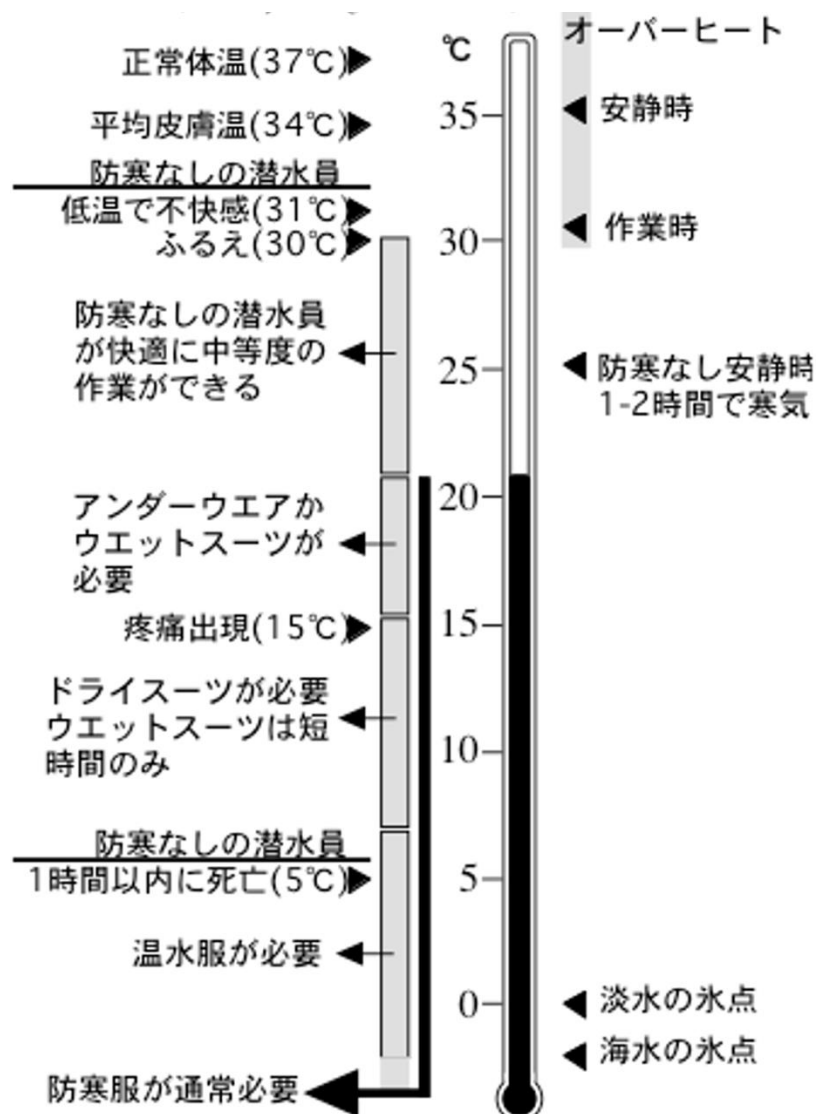 ℃
正常体温(37℃)
平均皮膚温(34℃)
防寒なしの潜水員
低温で不快感(31℃)
ふるえ(30℃)
防寒なしの潜水員
が快適に中等度の
作業ができる
アンダーウエアか
ウエットスーツが
必要
疼痛出現(15℃)
ドライスーツが必要
ウエットスーツは短
時間のみ
防寒なしの潜水員
1時間以内に死亡(5℃)
温水服が必要
防寒服が通常必要
35
30
25
20
15
10
5
0
オーバーヒート
安静時
作業時
防寒なし安静時
1-2時間で寒気
淡水の氷点
海水の氷点